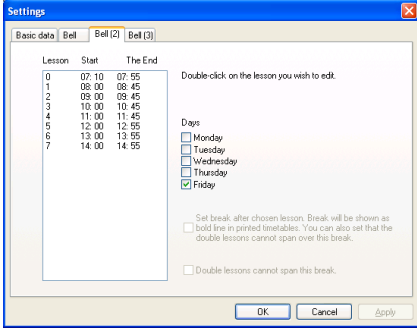 Settings
Basic data Bell Bell (2) Bell (3)
Lesson Start The End
0 07: 10 07: 55
1 08: 00 08: 45
2 09: 00 09: 45
3 10: 00 10: 45
4 11: 00 11: 45
5 12: 00 12: 55
6 13: 00 13: 55
7 14: 00 14: 55
Double-click on the lesson you wish to edit.
Days
Monday
Tuesday
Wednesday
Thursday
Friday
Set break after chosen lesson. Break will be shown as
bold line in printed timetables. You can also set that the
double lessons cannot span over this break.
Double lessons cannot span this break.
OK Cancel Apply